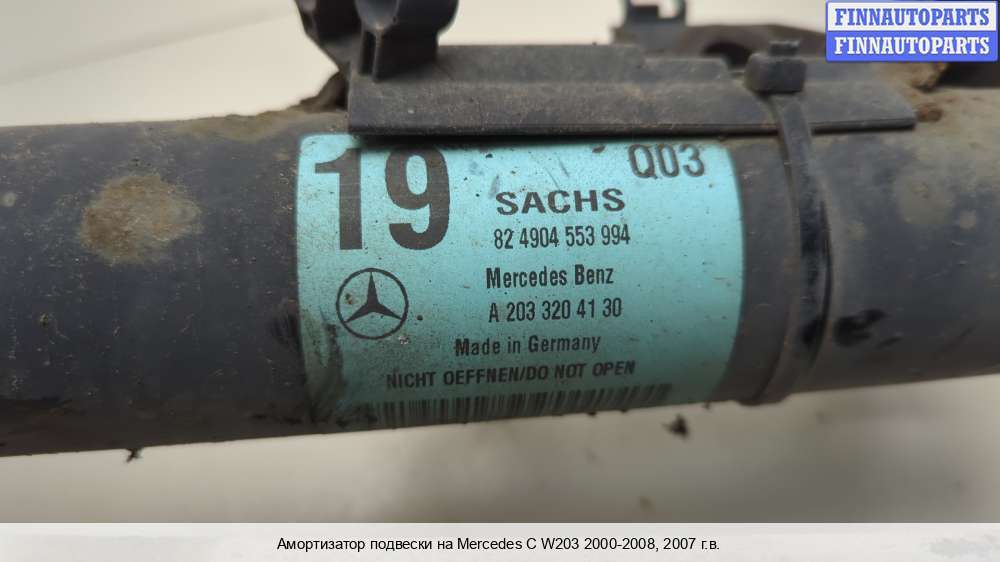 FINNAUTOPARTS
FINNAUTOPARTS
19
Q03
SACHS
82 4904 553 994
Mercedes Benz
A 203 320 41 30
Made in Germany
NICHT OEFFNEN/DO NOT OPEN
Амортизатор подвески на Mercedes C W203 2000-2008, 2007 г.в.